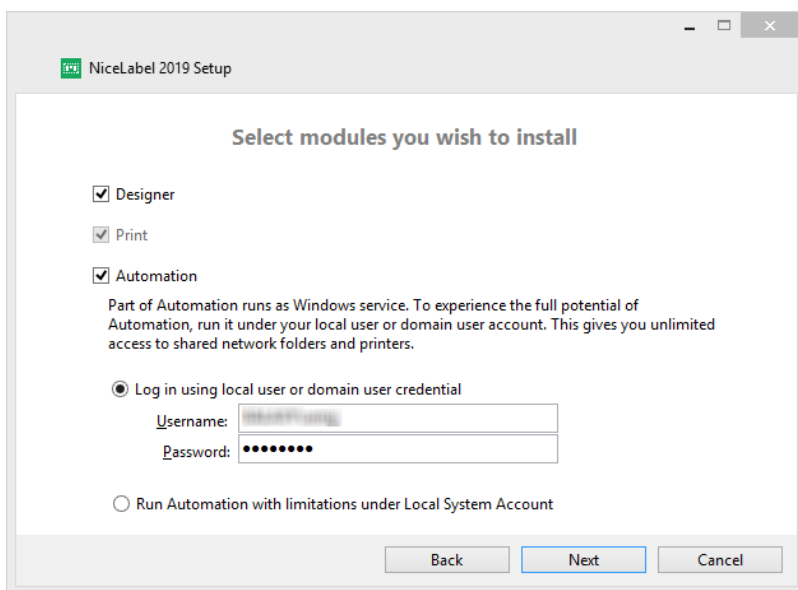 NiceLabel 2019 Setup
Select modules you wish to install
Designer
Print
Automation
Part of Automation runs as Windows service. To experience the full potential of
Automation, run it under your local user or domain user account. This gives you unlimited
access to shared network folders and printers.
Log in using local user or domain user credential
Username:
Password: ••••••••
Run Automation with limitations under Local System Account
Back Next Cancel